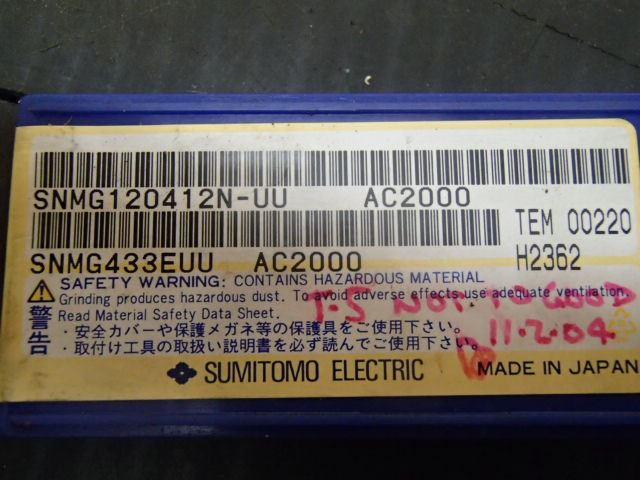 SNMG120412N-UU AC2000
TEM 00220
SNMG433EUU AC2000 H2362
SAFETY WARNING: CONTAINS HAZARDOUS MATERIAL
Grinding produces hazardous dust. To avoid adverse effects use adequate ventilation,
Read Material Safety Data Sheet.
警告
・安全カバーや保護メガネ等の保護具をご使用下さい。
・取付け工具の取扱い説明書を必ず読んでご使用下さい。
T-5 NOT TO GOOD
11.2.04
SUMITOMO ELECTRIC MADE IN JAPAN